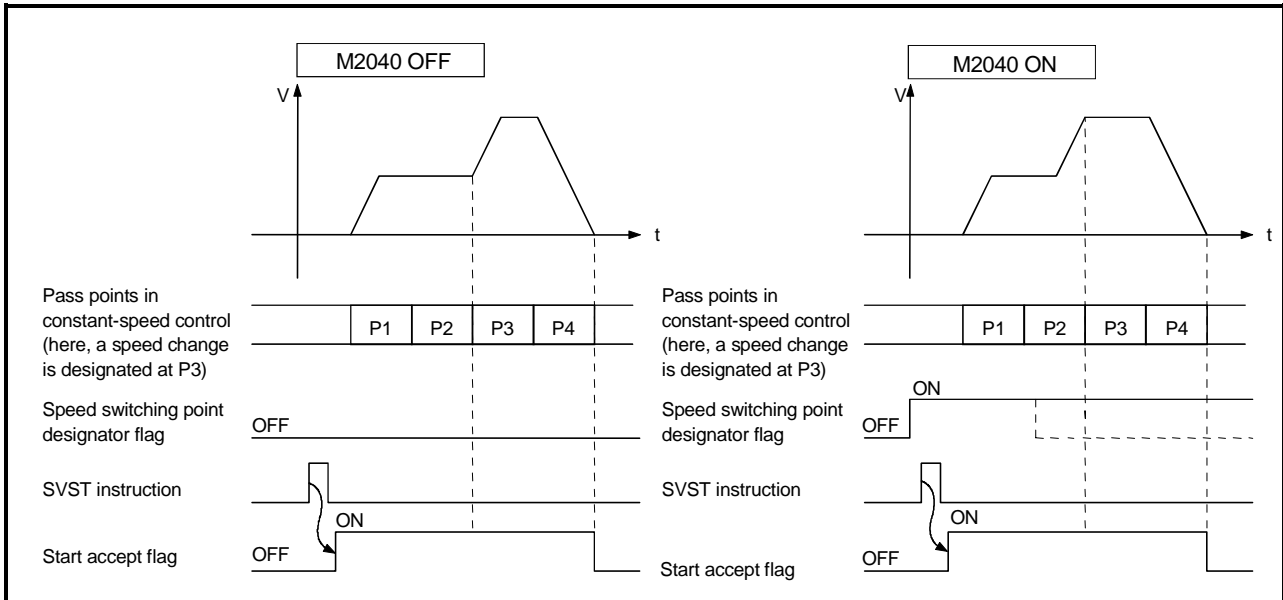 M2040 OFF
V
t
Pass points in
constant-speed control
(here, a speed change
is designated at P3)
P1 P2 P3 P4
Speed switching point
designator flag
OFF
SVST instruction
ON
Start accept flag
OFF
M2040 ON
V
t
Pass points in
constant-speed control
(here, a speed change
is designated at P3)
P1 P2 P3 P4
ON
Speed switching point
designator flag
OFF
SVST instruction
ON
Start accept flag
OFF